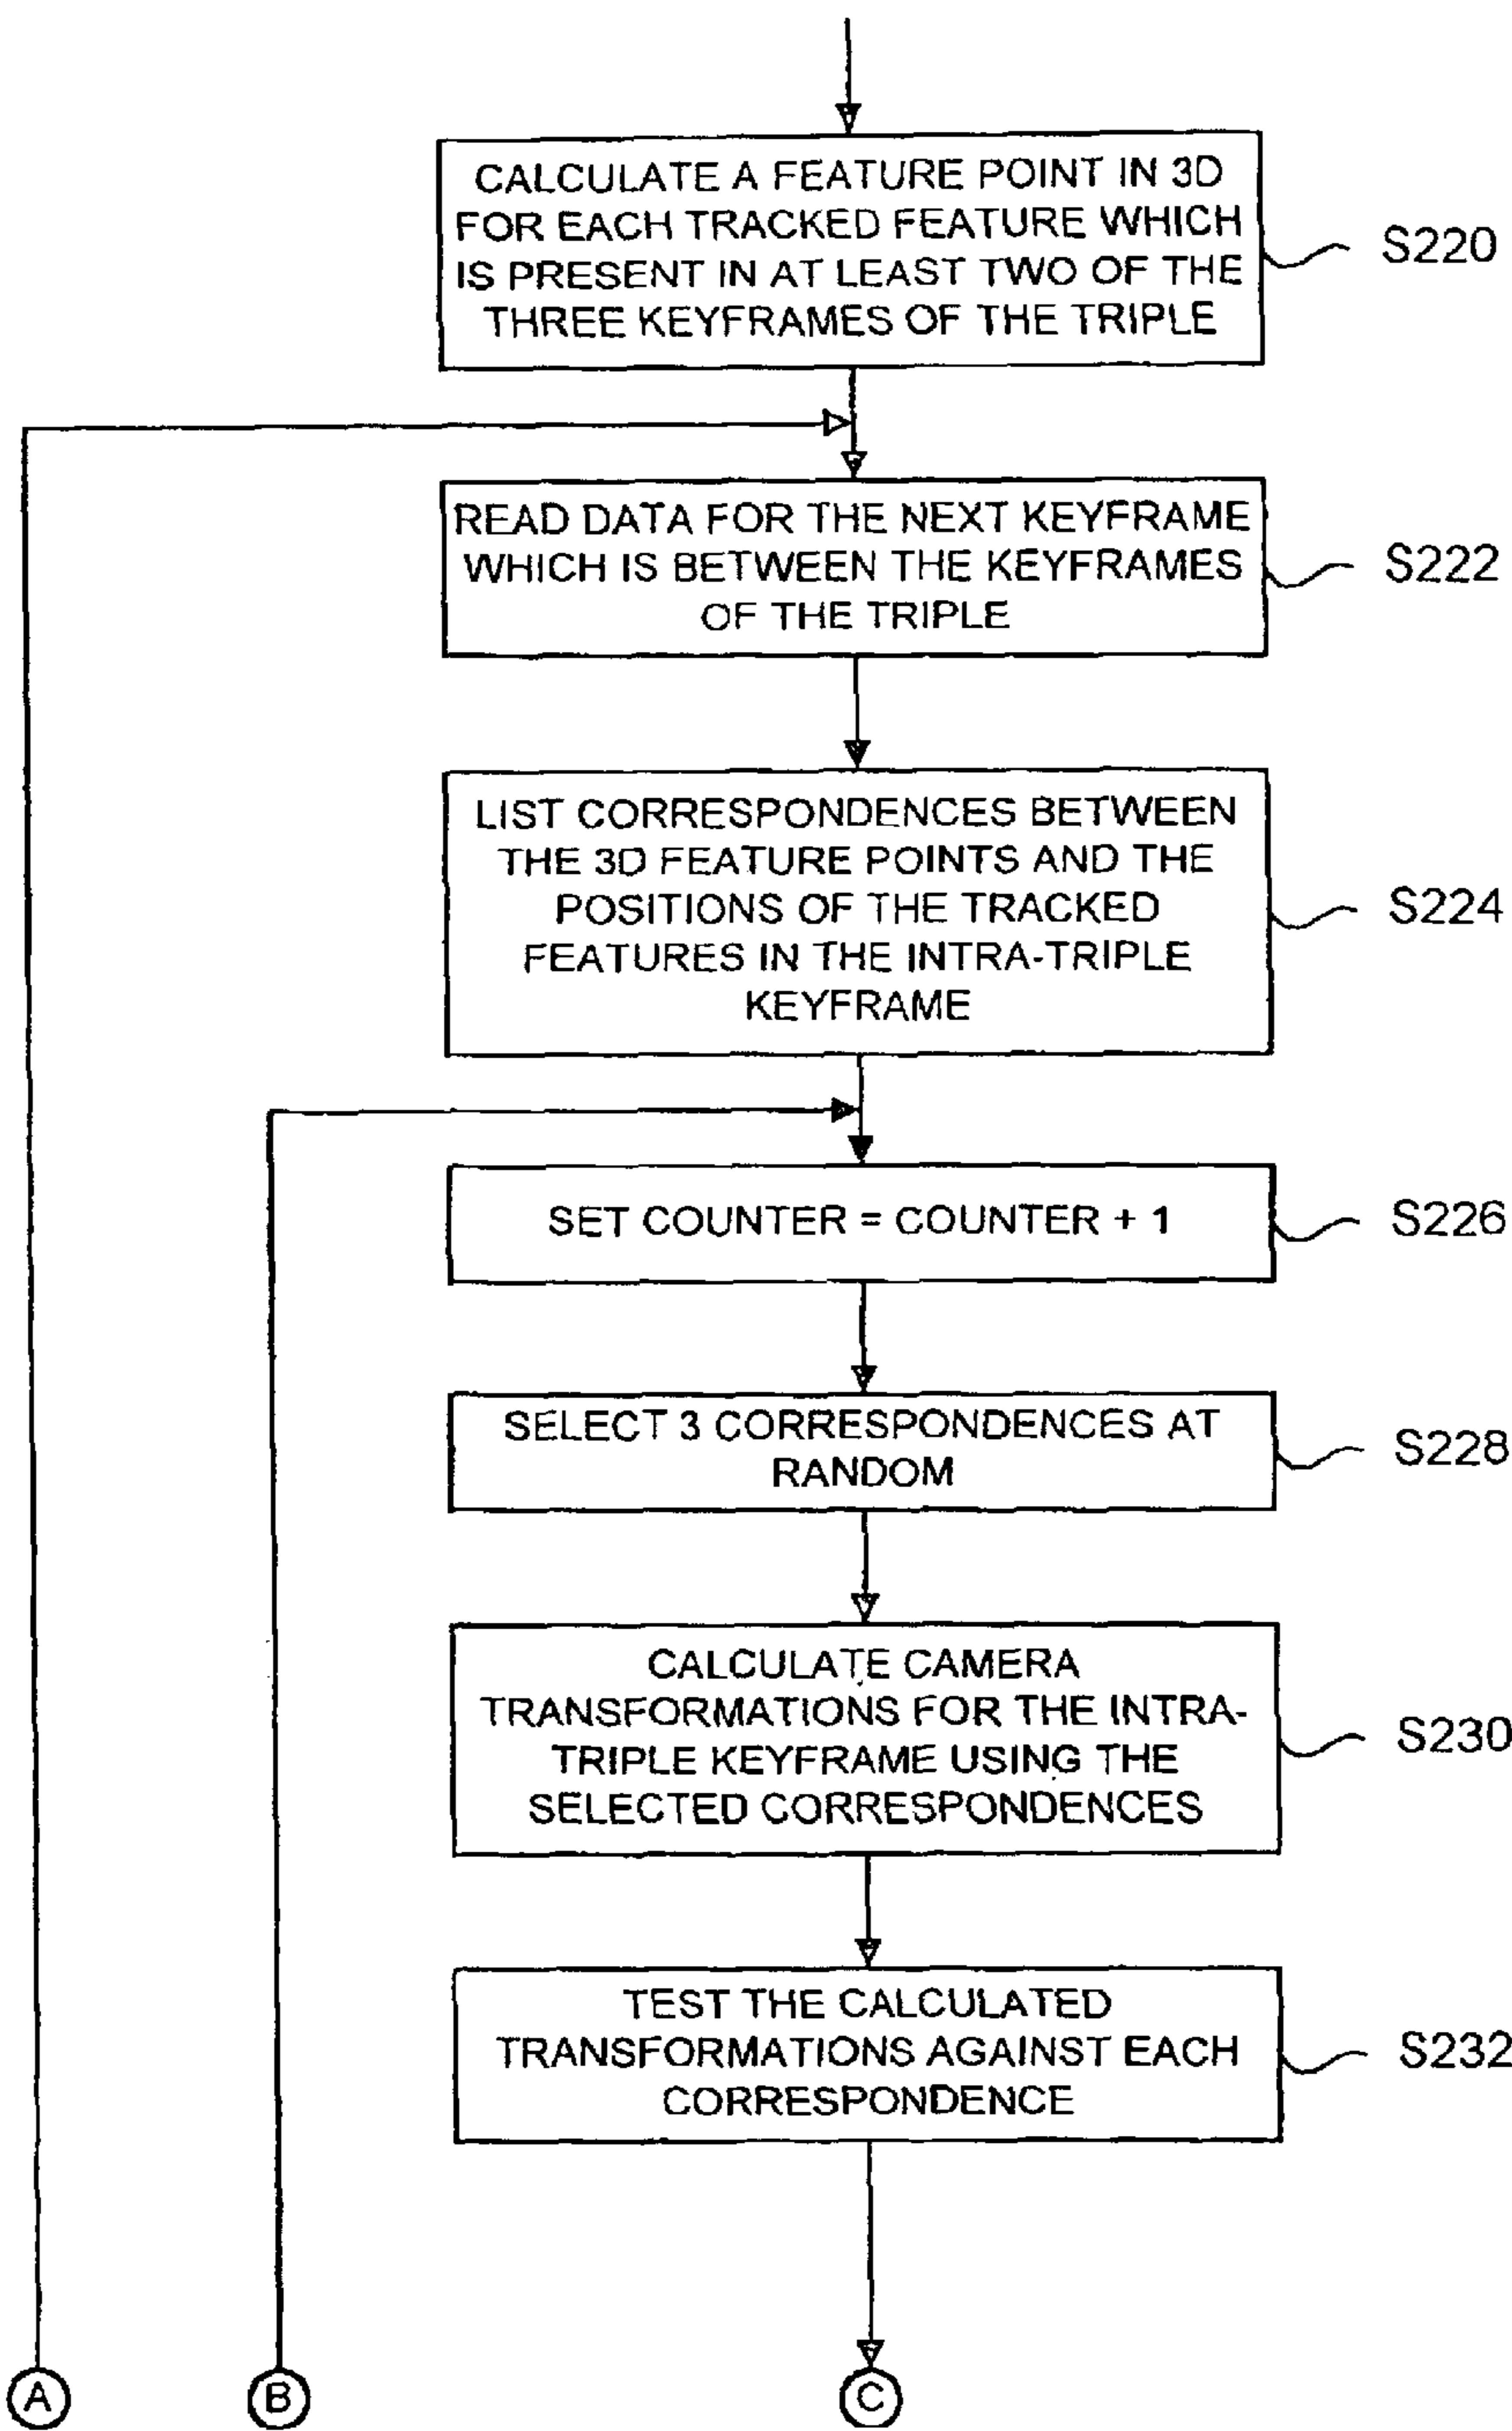 CALCULATE A FEATURE POINT IN 3D
FOR EACH TRACKED FEATURE WHICH
IS PRESENT IN AT LEAST TWO OF THE
THREE KEYFRAMES OF THE TRIPLE
S220
READ DATA FOR THE NEXT KEYFRAME
WHICH IS BETWEEN THE KEYFRAMES
OF THE TRIPLE
S222
LIST CORRESPONDENCES BETWEEN
THE 3D FEATURE POINTS AND THE
POSITIONS OF THE TRACKED
FEATURES IN THE INTRA-TRIPLE
KEYFRAME
S224
SET COUNTER = COUNTER + 1
S226
SELECT 3 CORRESPONDENCES AT
RANDOM
S228
CALCULATE CAMERA
TRANSFORMATIONS FOR THE INTRA-
TRIPLE KEYFRAME USING THE
SELECTED CORRESPONDENCES
S230
TEST THE CALCULATED
TRANSFORMATIONS AGAINST EACH
CORRESPONDENCE
S232
A
B
C